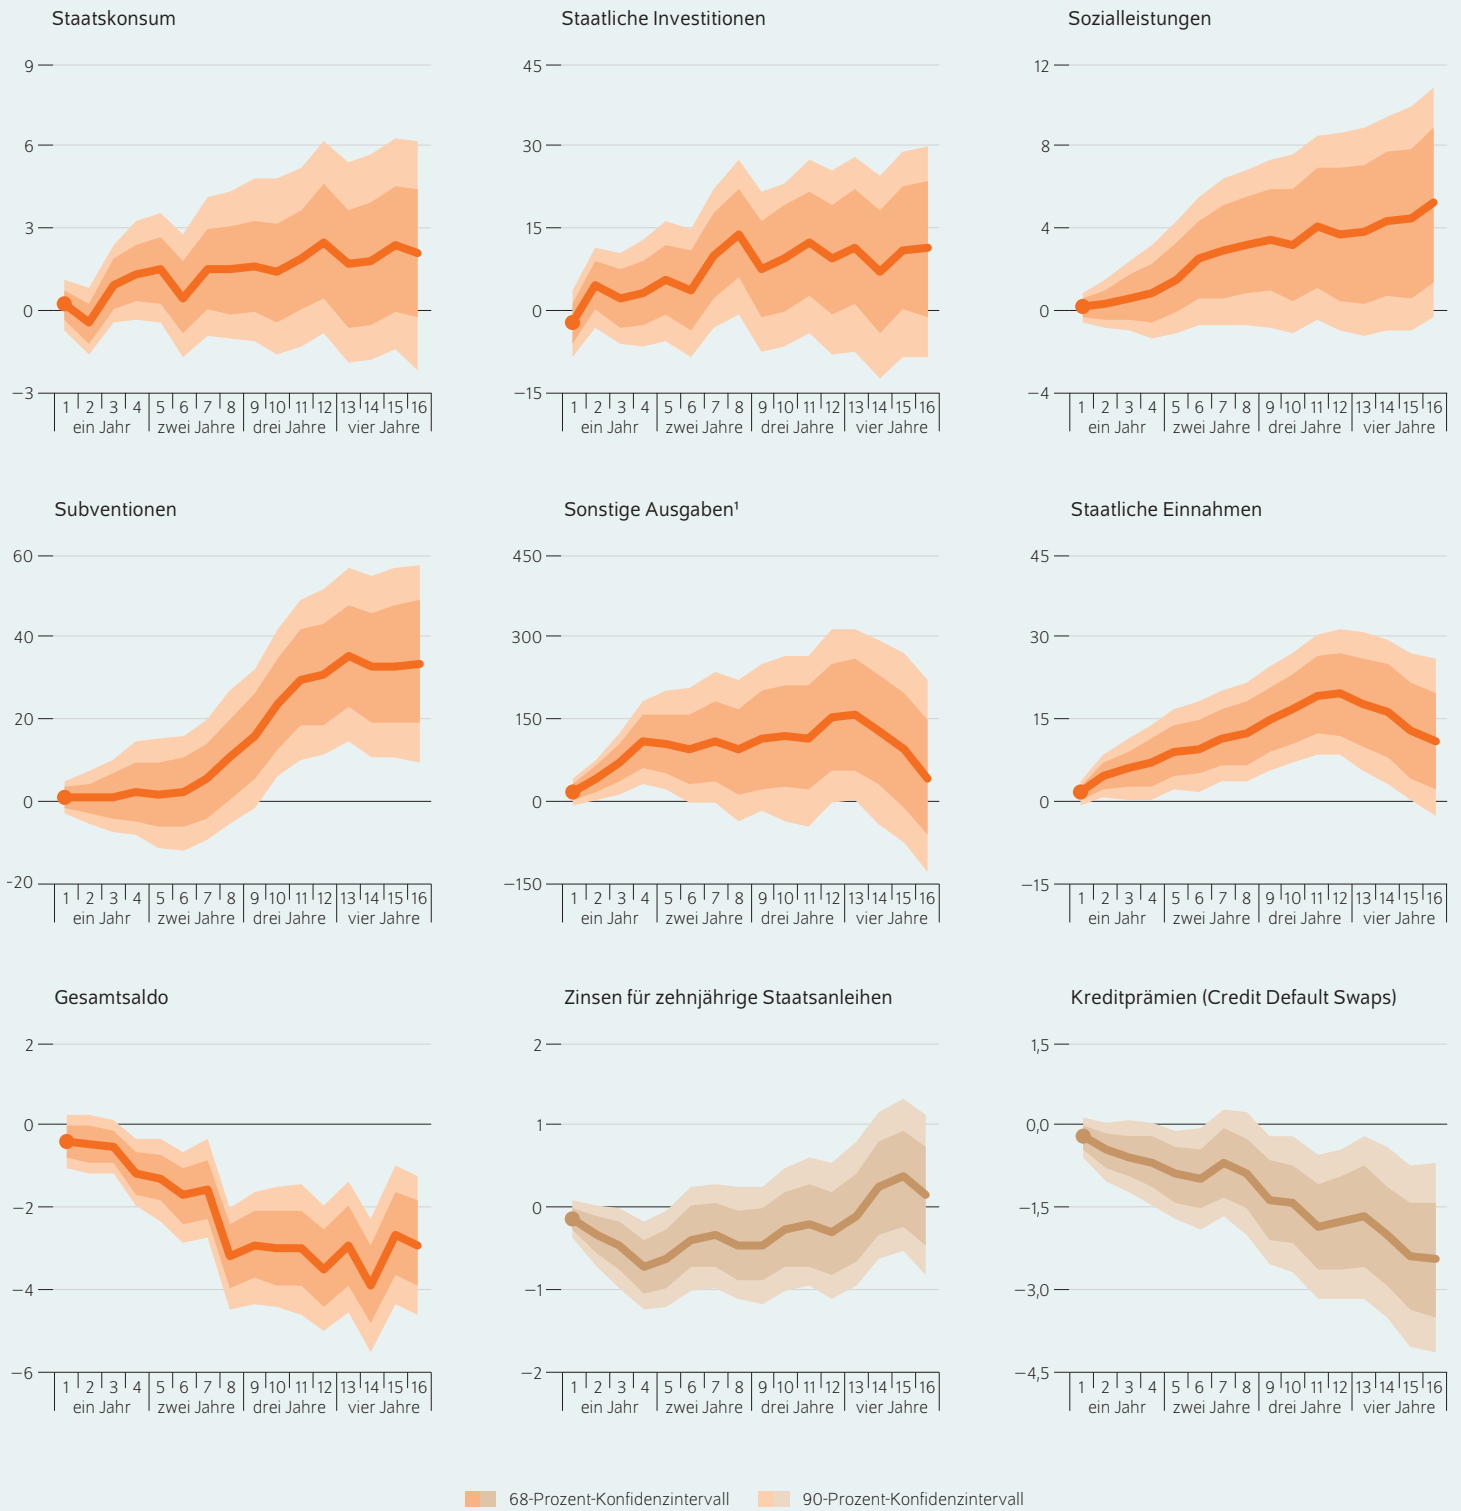 Staatskonsum
9
6
3
0
−3
1 2 3 4 5 6 7 8 9 10 11 12 13 14 15 16
ein Jahr zwei Jahre drei Jahre vier Jahre
Staatliche Investitionen
45
30
15
0
−15
1 2 3 4 5 6 7 8 9 10 11 12 13 14 15 16
ein Jahr zwei Jahre drei Jahre vier Jahre
Sozialleistungen
12
8
4
0
−4
1 2 3 4 5 6 7 8 9 10 11 12 13 14 15 16
ein Jahr zwei Jahre drei Jahre vier Jahre
Subventionen
60
40
20
0
-20
1 2 3 4 5 6 7 8 9 10 11 12 13 14 15 16
ein Jahr zwei Jahre drei Jahre vier Jahre
Sonstige Ausgaben¹
450
300
150
0
−150
1 2 3 4 5 6 7 8 9 10 11 12 13 14 15 16
ein Jahr zwei Jahre drei Jahre vier Jahre
Staatliche Einnahmen
45
30
15
0
−15
1 2 3 4 5 6 7 8 9 10 11 12 13 14 15 16
ein Jahr zwei Jahre drei Jahre vier Jahre
Gesamtsaldo
2
0
−2
−4
−6
1 2 3 4 5 6 7 8 9 10 11 12 13 14 15 16
ein Jahr zwei Jahre drei Jahre vier Jahre
Zinsen für zehnjährige Staatsanleihen
2
1
0
−1
−2
1 2 3 4 5 6 7 8 9 10 11 12 13 14 15 16
ein Jahr zwei Jahre drei Jahre vier Jahre
Kreditprämien (Credit Default Swaps)
1,5
0,0
−1,5
−3,0
−4,5
1 2 3 4 5 6 7 8 9 10 11 12 13 14 15 16
ein Jahr zwei Jahre drei Jahre vier Jahre
68-Prozent-Konfidenzintervall 90-Prozent-Konfidenzintervall